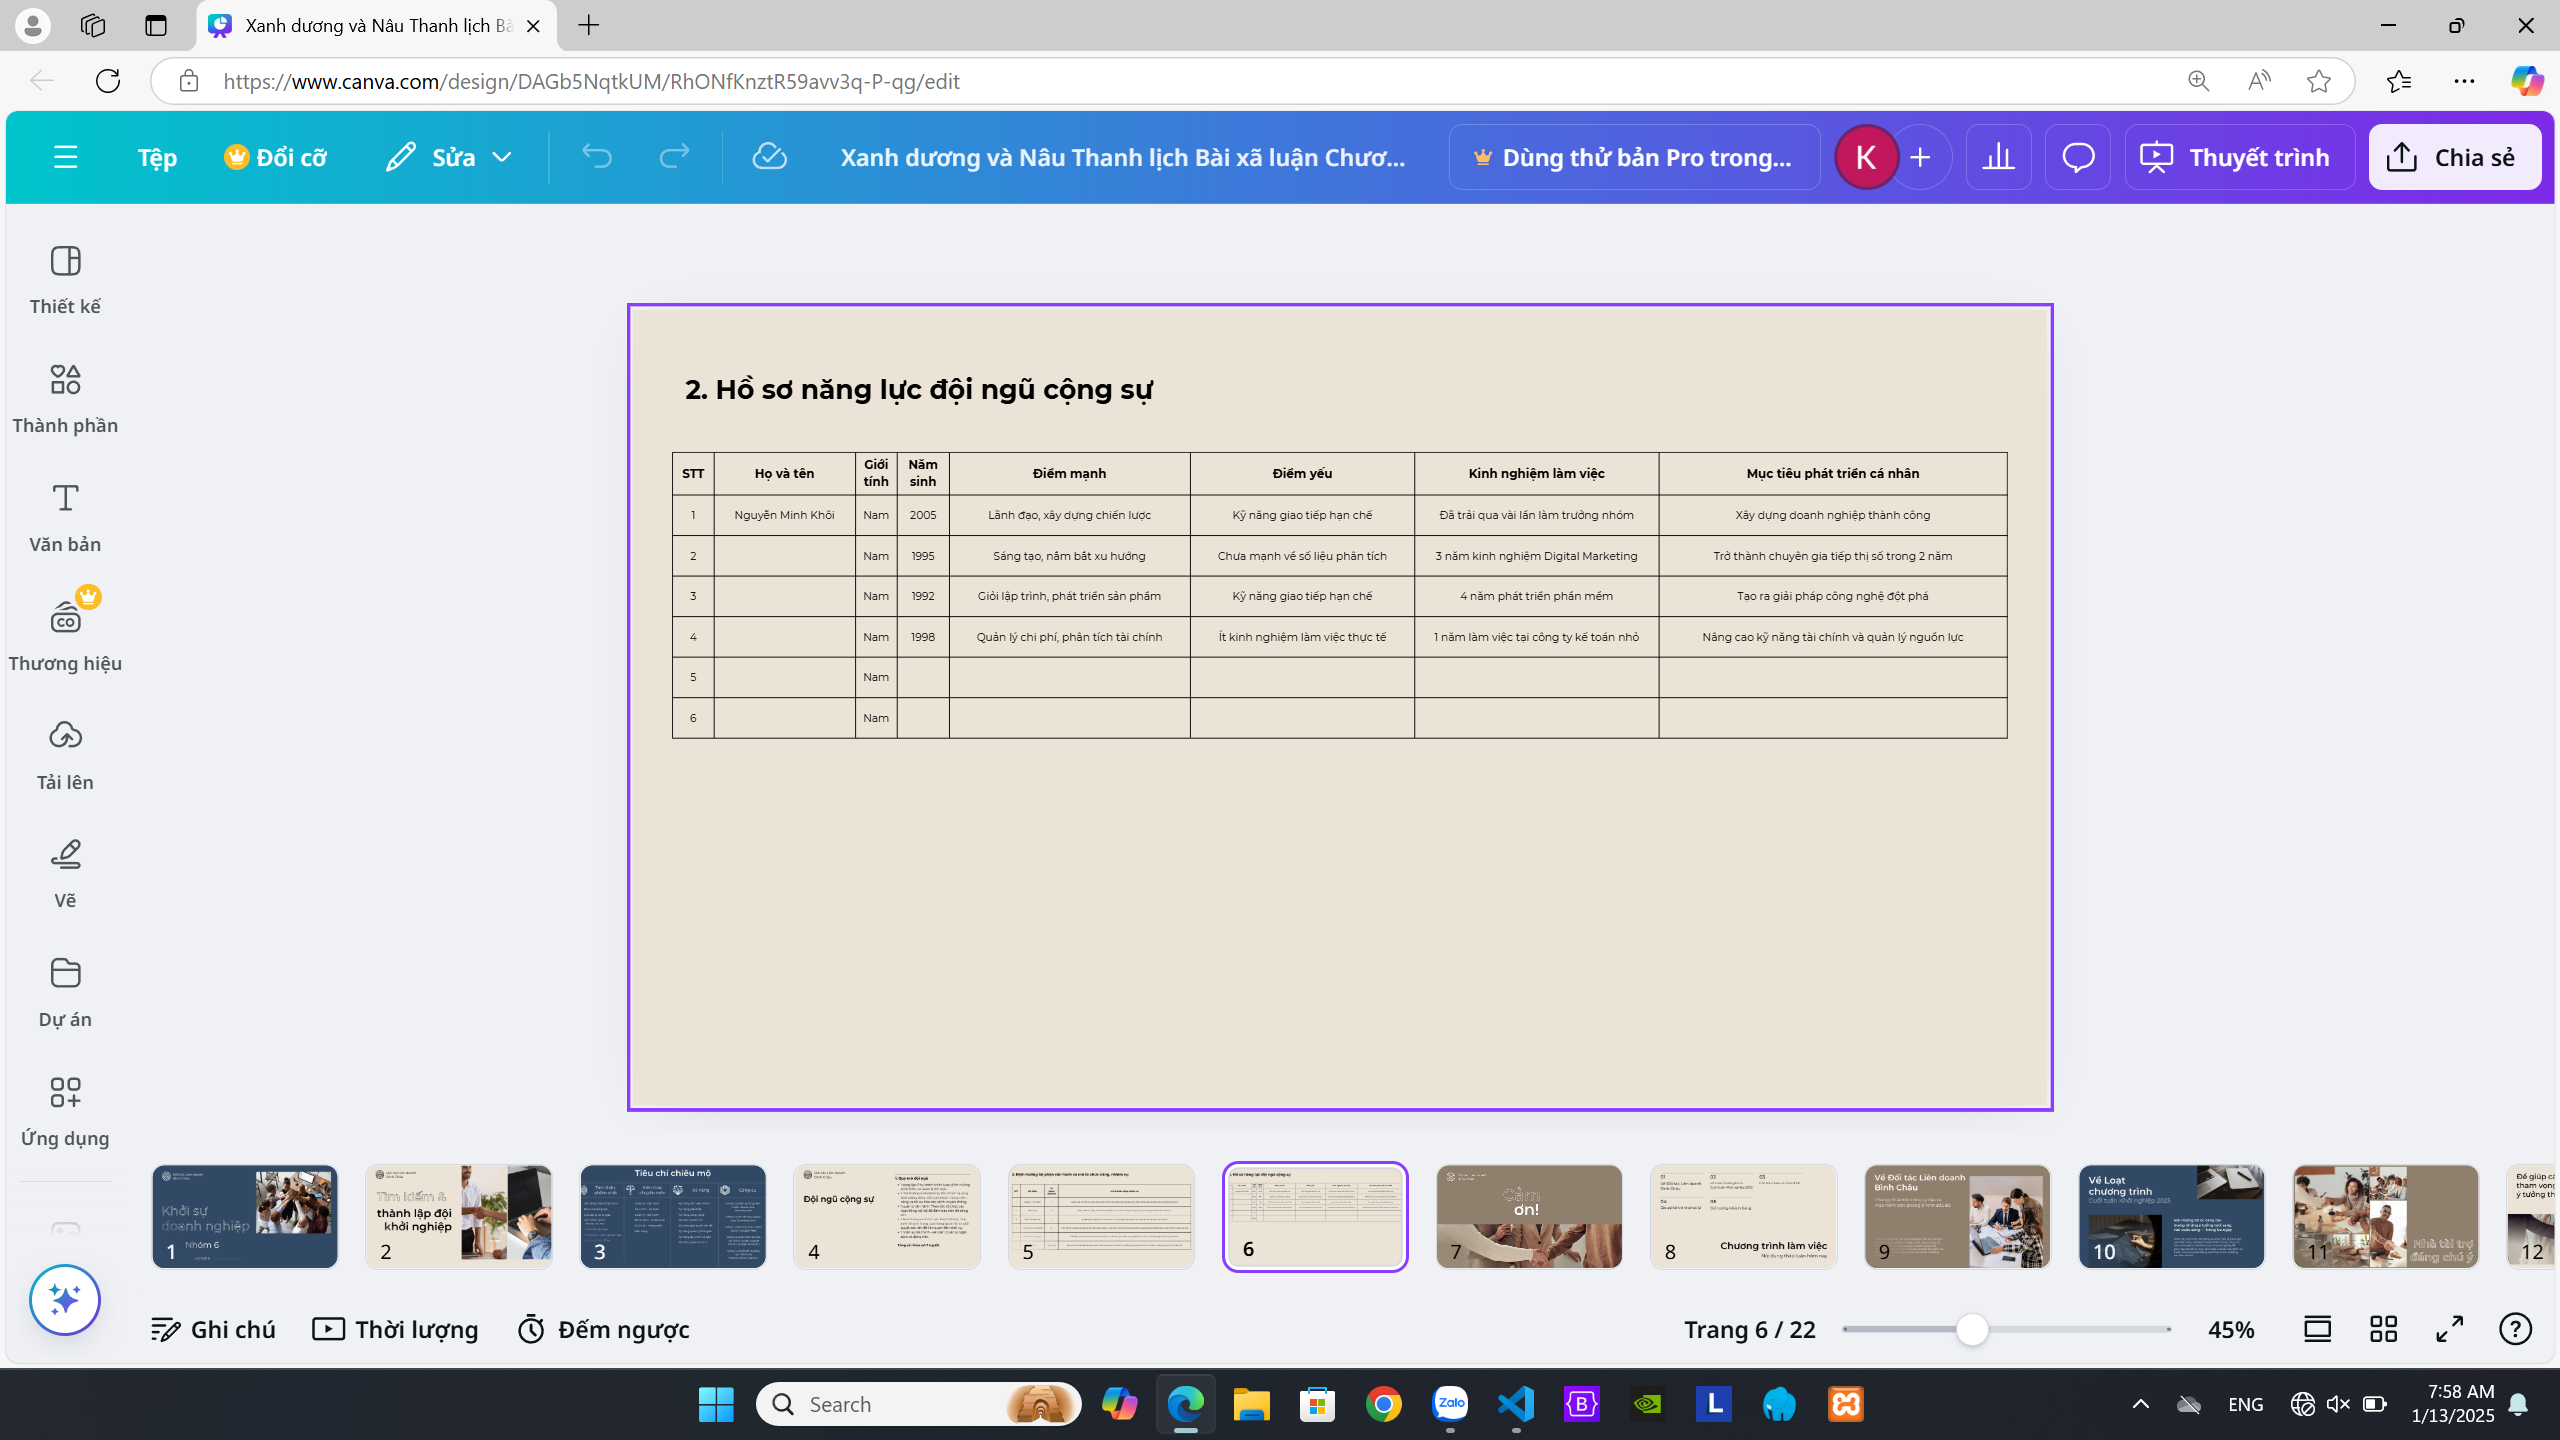 Xanh dương và Nâu Thanh lịch Bà
https://www.canva.com/design/DAGb5NqtkUM/RhONfKnztR59avv3q-P-qg/edit
Tệp
Đổi cỡ
Sửa
Xanh dương và Nâu Thanh lịch Bài xã luận Chươ...
Dùng thử bản Pro trong...
K
Thuyết trình
Chia sẻ
Thiết kế
Thành phần
Văn bản
Thương hiệu
Tải lên
Vẽ
Dự án
Ứng dụng
2. Hồ sơ năng lực đội ngũ cộng sự
STT Họ và tên Giới tính Năm sinh Điểm mạnh Điểm yếu Kinh nghiệm làm việc Mục tiêu phát triển cá nhân
1 Nguyễn Minh Khôi Nam 2005 Lãnh đạo, xây dựng chiến lược Kỹ năng giao tiếp hạn chế Đã trải qua vài lần làm trưởng nhóm Xây dựng doanh nghiệp thành công
2 Nam 1995 Sáng tạo, nắm bắt xu hướng Chưa mạnh về số liệu phân tích 3 năm kinh nghiệm Digital Marketing Trở thành chuyên gia tiếp thị số trong 2 năm
3 Nam 1992 Giỏi lập trình, phát triển sản phẩm Kỹ năng giao tiếp hạn chế 4 năm phát triển phần mềm Tạo ra giải pháp công nghệ đột phá
4 Nam 1998 Quản lý chi phí, phân tích tài chính Ít kinh nghiệm làm việc thực tế 1 năm làm việc tại công ty kế toán nhỏ Nâng cao kỹ năng tài chính và quản lý nguồn lực
5 Nam
6 Nam
Khởi sự
doanh nghiệp
Nhóm 6
1
Tìm kiếm &
thành lập đội
khởi nghiệp
2
Tiêu chí chiêu mộ
3
Đội ngũ cộng sự
4
5
6
Cảm
ơn!
7
Chương trình làm việc
8
Về Đối tác Liên doanh
Bình Châu
9
Về Loạt
chương trình
10
Nhà tài trợ
đáng chú ý
11
12
Ghi chú
Thời lượng
Đếm ngược
Trang 6 / 22
45%
Search
Zalo
ENG
7:58 AM
1/13/2025